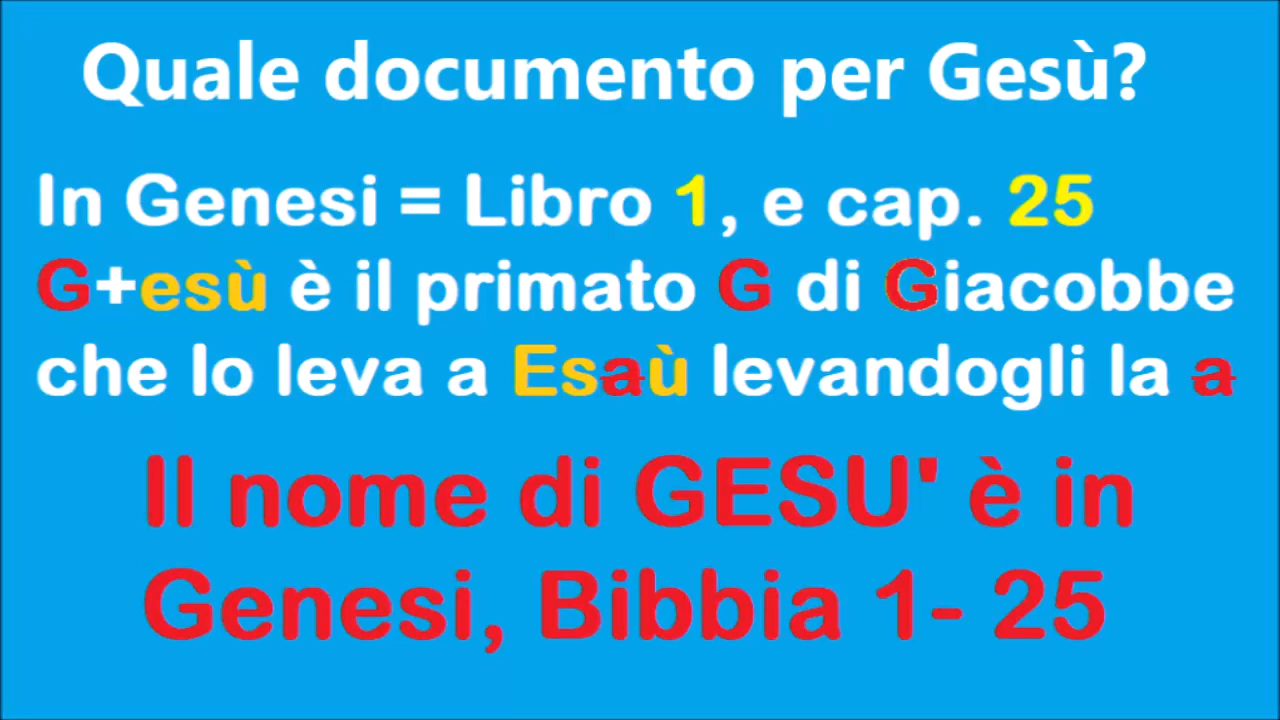 Quale documento per Gesù?
In Genesi = Libro 1, e cap. 25
G+esù è il primato G di Giacobbe
che lo leva a Esaù levandogli la a
Il nome di GESU' è in
Genesi, Bibbia 1- 25